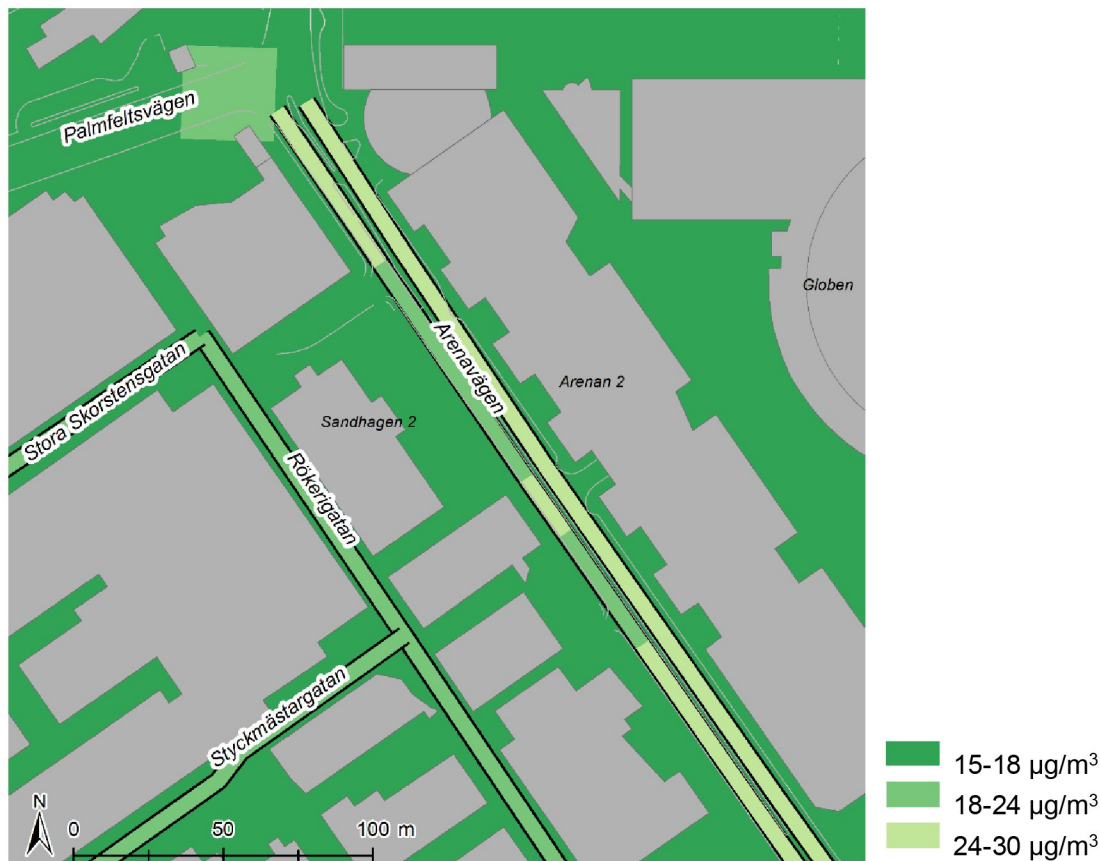 Palmfeltsvägen
Globen
Arenavägen
Arenan 2
Stora Skorstensgatan
Sandhagen 2
Rökerigatan
Styckmästargatan
15-18 µg/m³
18-24 µg/m³
24-30 µg/m³
N
0 50 100 m